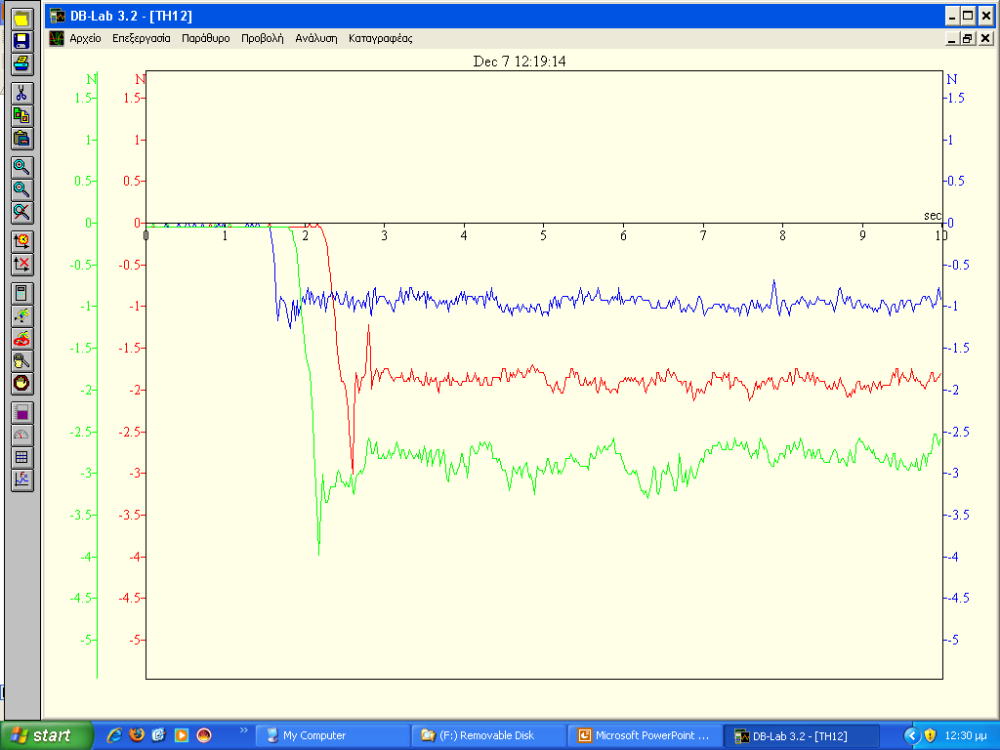 DB-Lab 3.2 - [TH12]
Αρχείο Επεξεργασία Παράθυρο Προβολή Ανάλυση Καταγραφέας
Dec 7 12:19:14
N N N
1.5 1.5 1.5
1 1 1
0.5 0.5 0.5
sec
0 0 0
0 1 2 3 4 5 6 7 8 9 10
-0.5 -0.5 -0.5
-1 -1 -1
-1.5 -1.5 -1.5
-2 -2 -2
-2.5 -2.5 -2.5
-3 -3 -3
-3.5 -3.5 -3.5
-4 -4 -4
-4.5 -4.5 -4.5
-5 -5 -5
start » My Computer (F:) Removable Disk Microsoft PowerPoint ... DB-Lab 3.2 - [TH12] 12:30 μμ